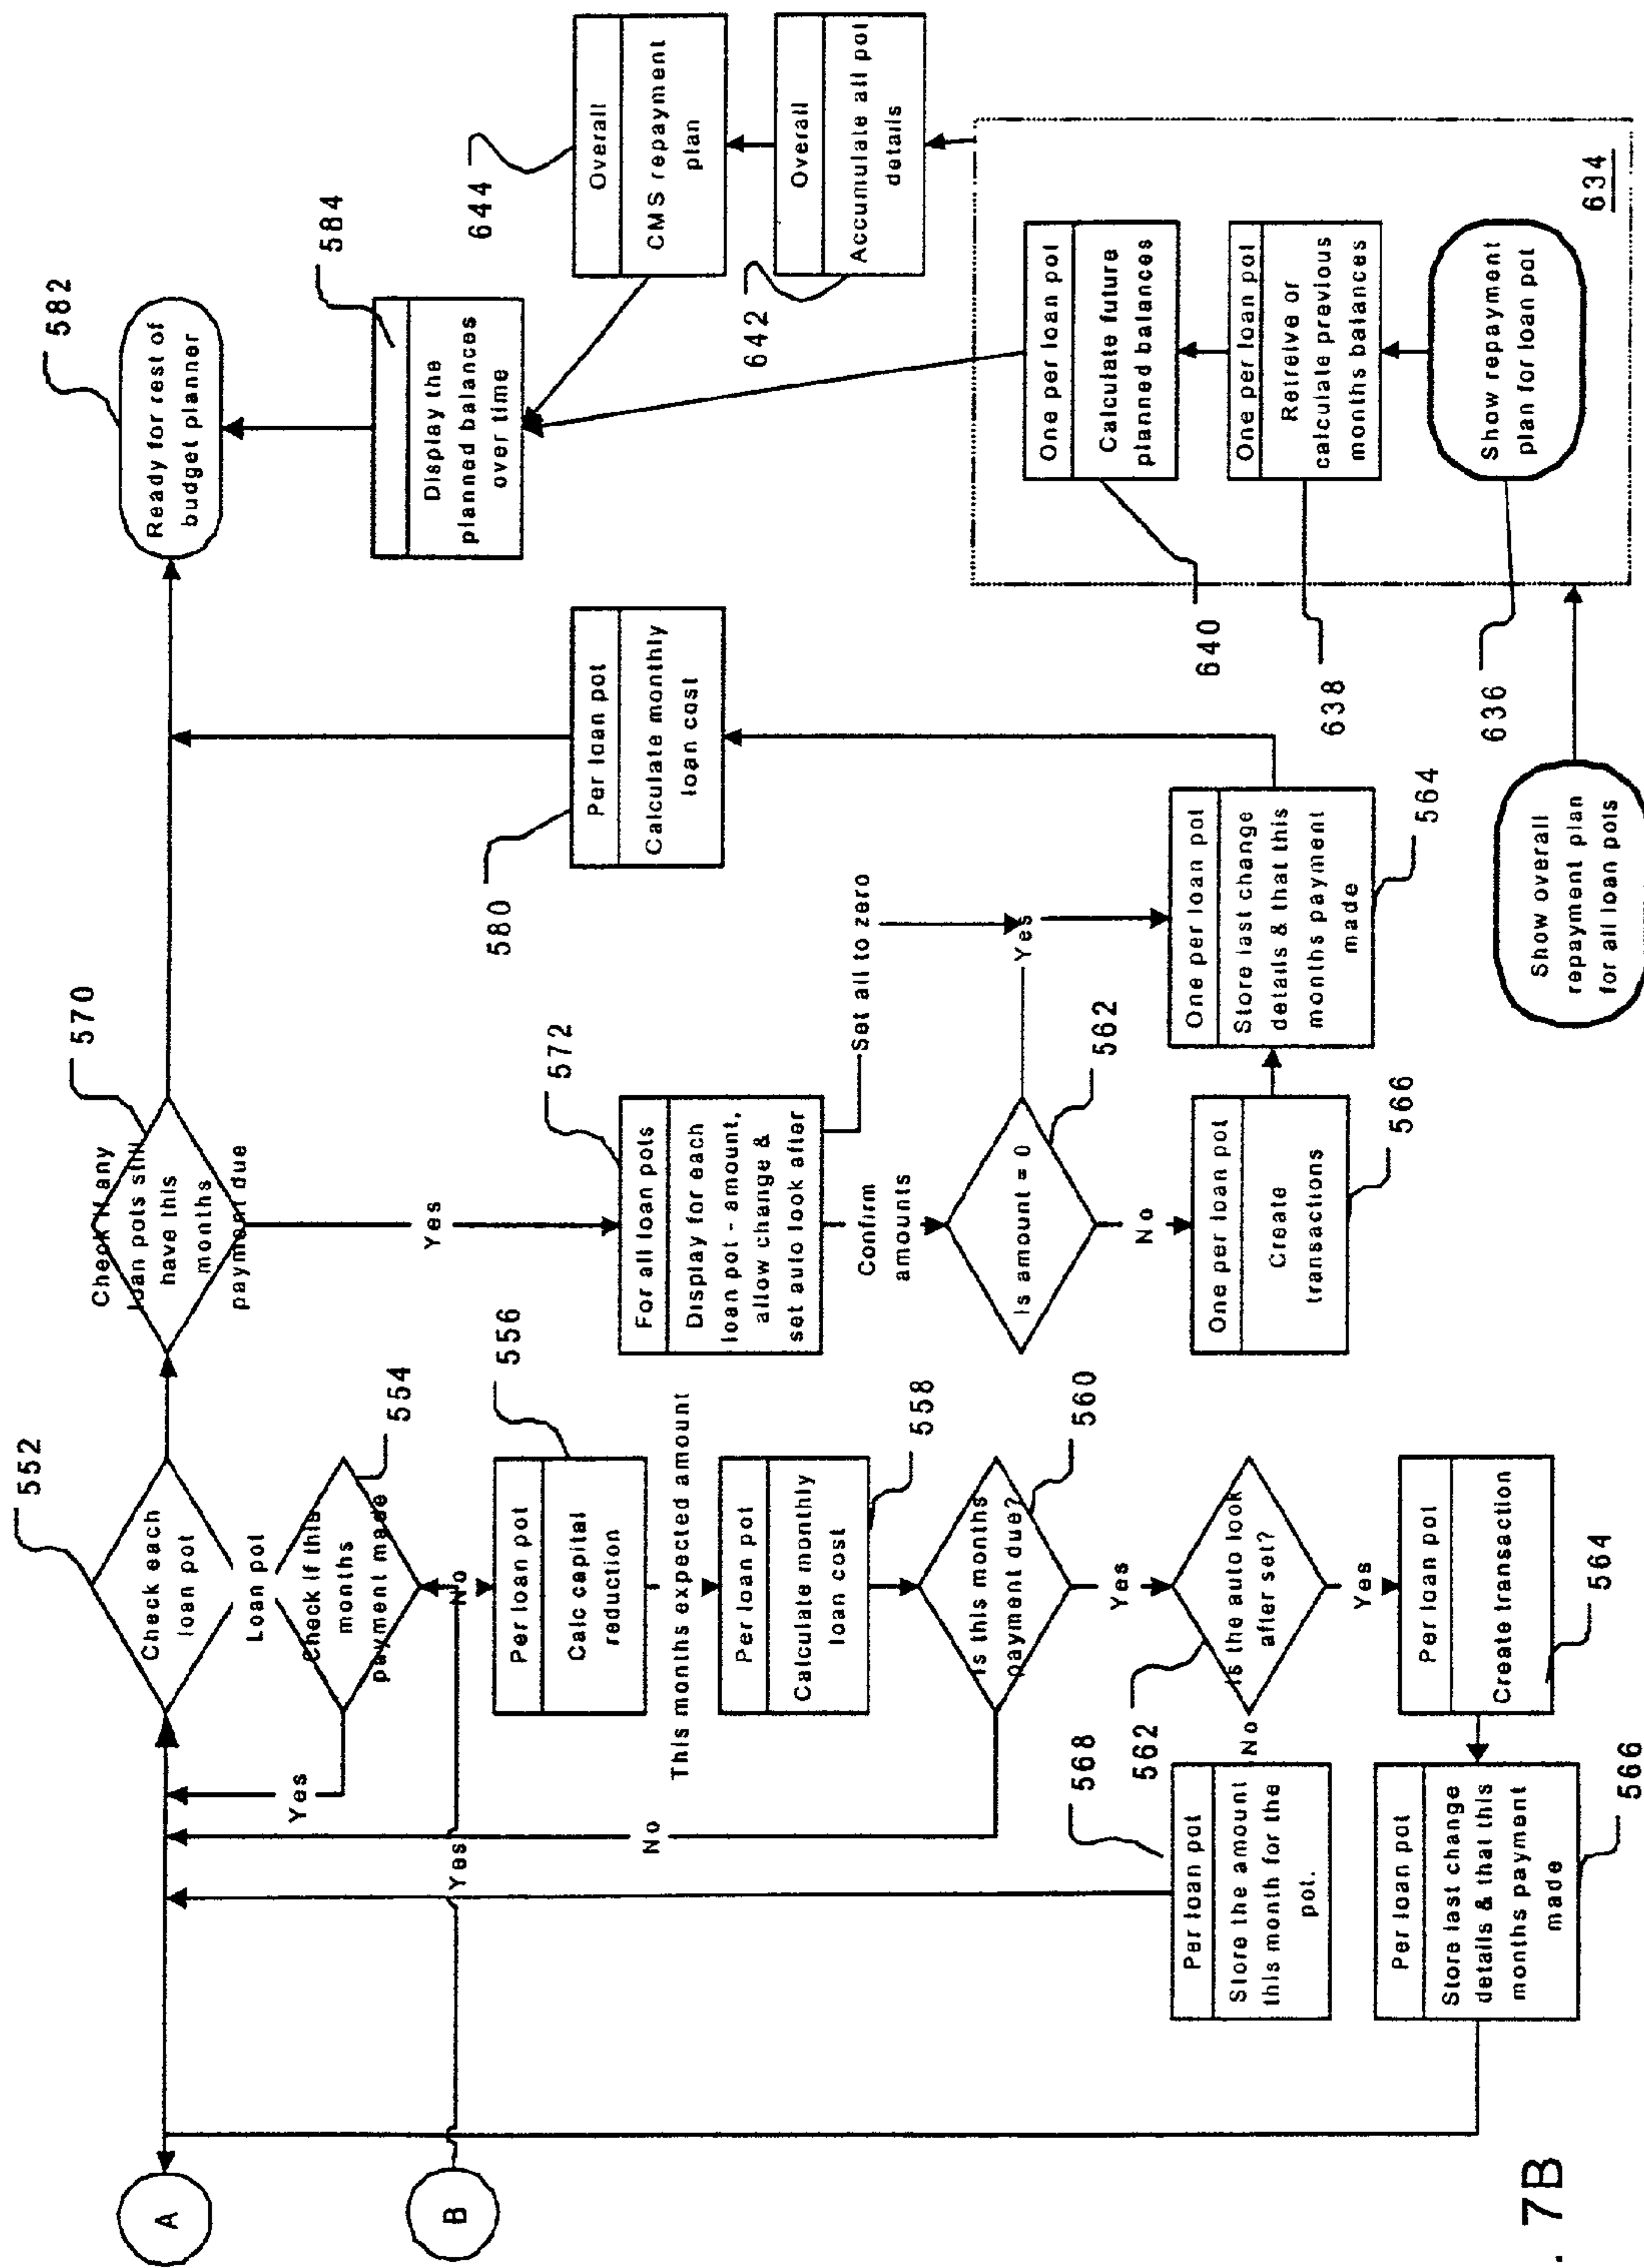 A
B
552
Check each
loan pot
Loan pot
554
Check if this
months
payment made
Yes
No
Yes
556
Per loan pot
Calc capital
reduction
This months expected amount
558
Per loan pot
Calculate monthly
loan cost
560
Is this months
payment due?
No
Yes
562
Is the auto look
after set?
No
Yes
568
Per loan pot
Store the amount
this month for the
pot.
564
Per loan pot
Create transaction
566
Per loan pot
Store last change
details & that this
months payment
made
570
Check if any
loan pots still
have this
months
payment due
Yes
572
For all loan pots
Display for each
loan pot - amount,
allow change &
set auto look after
Set all to zero
Confirm
amounts
562
Is amount = 0
Yes
No
566
One per loan pot
Create
transactions
564
One per loan pot
Store last change
details & that this
months payment
made
580
Per loan pot
Calculate monthly
loan cost
582
Ready for rest of
budget planner
584
Display the
planned balances
over time
644
Overall
CMS repayment
plan
642
Overall
Accumulate all pot
details
634
640
One per loan pot
Calculate future
planned balances
638
One per loan pot
Retreive or
calculate previous
months balances
636
Show repayment
plan for loan pot
Show overall
repayment plan
for all loan pots
. 7B